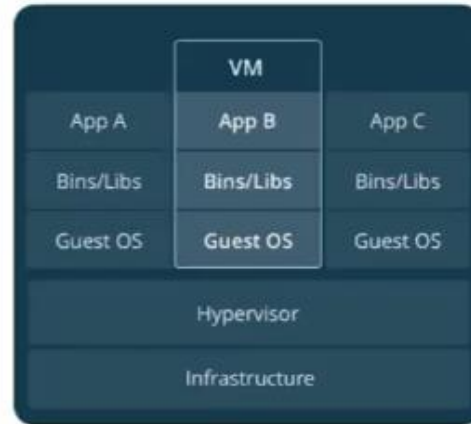 VM
App A App B App C
Bins/Libs Bins/Libs Bins/Libs
Guest OS Guest OS Guest OS
Hypervisor
Infrastructure